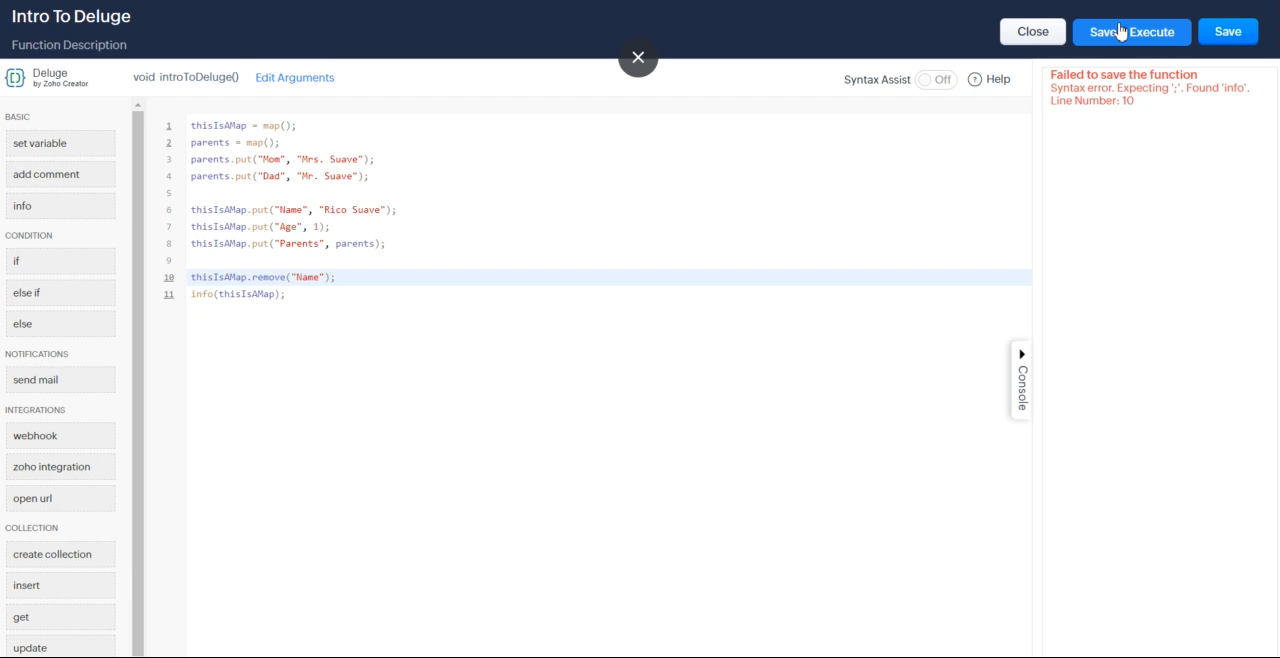 Intro To Deluge
Function Description
Close
Save & Execute
Save
Deluge
by Zoho Creator
void introToDeluge()
Edit Arguments
Syntax Assist
Off
? Help
BASIC
set variable
add comment
info
CONDITION
if
else if
else
NOTIFICATIONS
send mail
INTEGRATIONS
webhook
zoho integration
open url
COLLECTION
create collection
insert
get
update
1 thisIsAMap = map();
2 parents = map();
3 parents.put("Mom", "Mrs. Suave");
4 parents.put("Dad", "Mr. Suave");
5
6 thisIsAMap.put("Name", "Rico Suave");
7 thisIsAMap.put("Age", 1);
8 thisIsAMap.put("Parents", parents);
9
10 thisIsAMap.remove("Name");
11 info(thisIsAMap);
Console
Failed to save the function
Syntax error. Expecting ';'. Found 'info'.
Line Number: 10